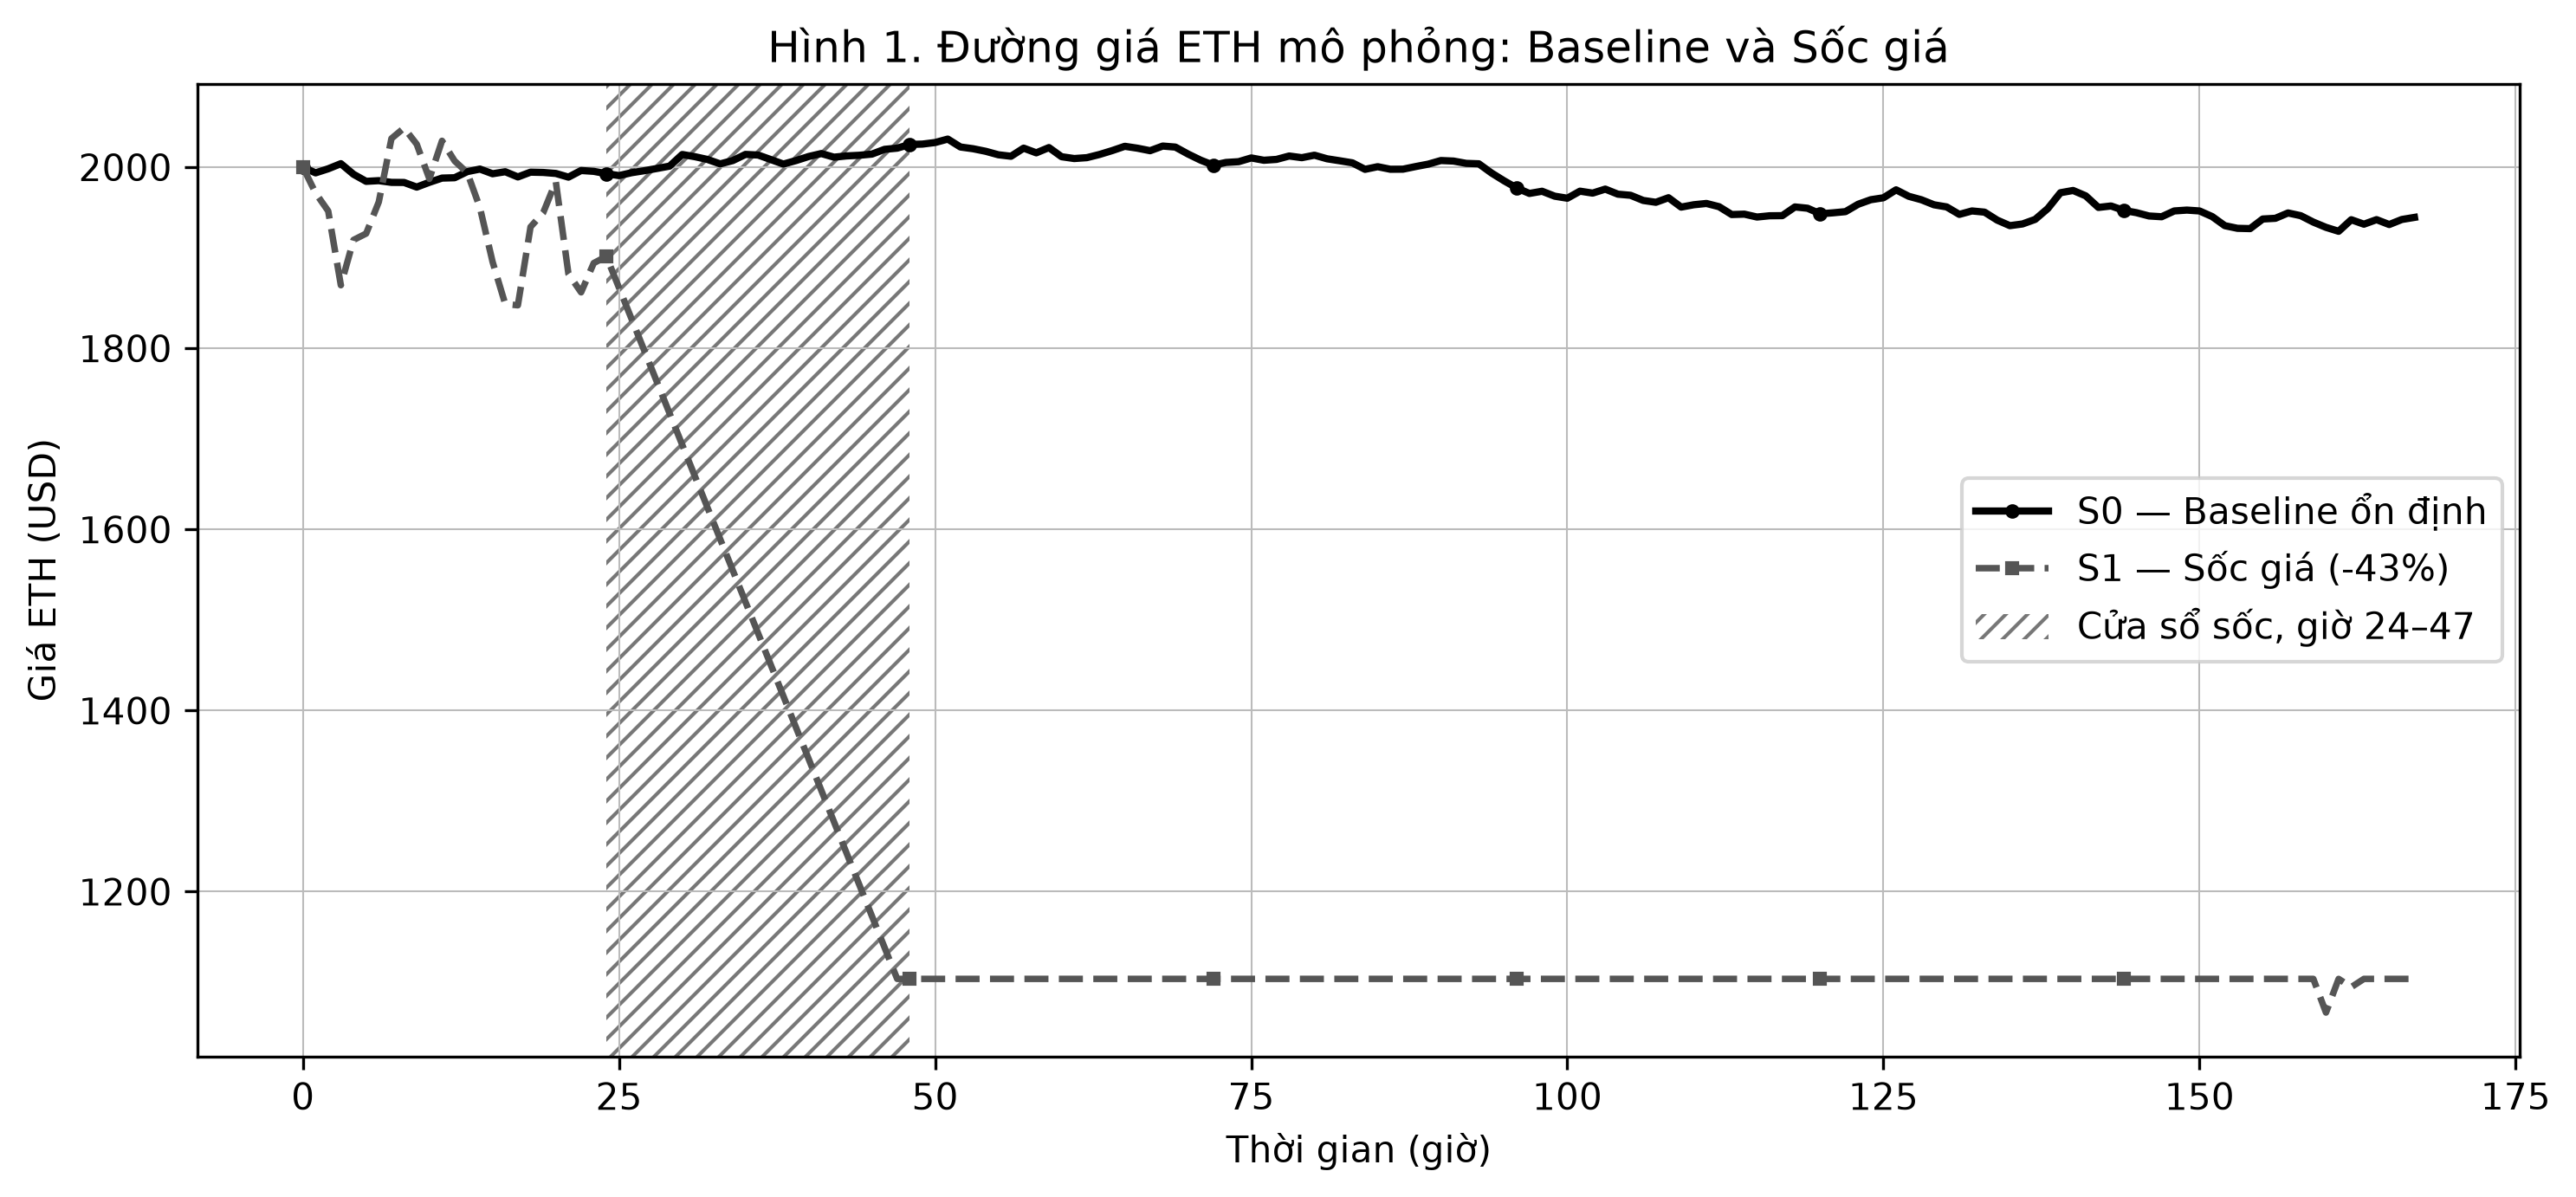 Hình 1. Đường giá ETH mô phỏng: Baseline và Sốc giá
Giá ETH (USD)
2000
1800
1600
1400
1200
S0 — Baseline ổn định
S1 — Sốc giá (-43%)
Cửa sổ sốc, giờ 24–47
0 25 50 75 100 125 150 175
Thời gian (giờ)